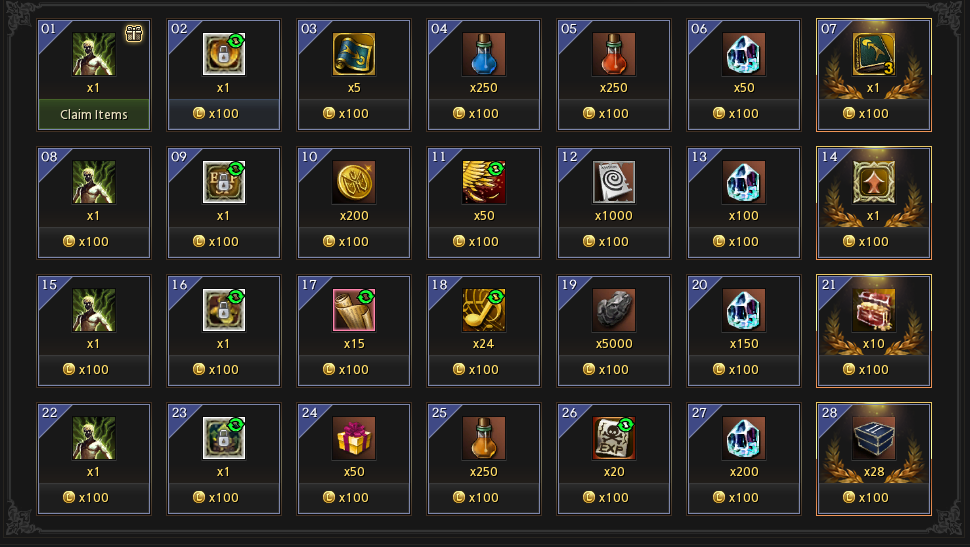 01 02 03 04 05 06 07
3
x1 x1 x5 x250 x250 x50 x1
Claim Items x100 x100 x100 x100 x100 x100
08 09 10 11 12 13 14
x1 x1 x200 x50 x1000 x100 x1
x100 x100 x100 x100 x100 x100 x100
15 16 17 18 19 20 21
x1 x1 x15 x24 x5000 x150 x10
x100 x100 x100 x100 x100 x100 x100
22 23 24 25 26 27 28
EXP
x1 x1 x50 x250 x20 x200 x28
x100 x100 x100 x100 x100 x100 x100